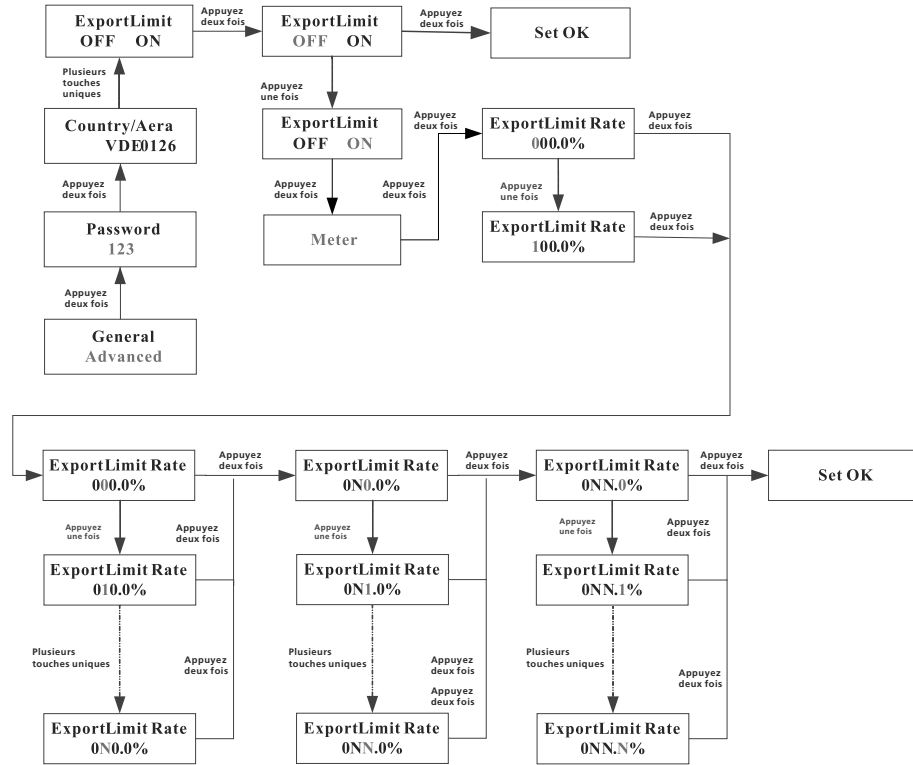 ExportLimit
OFF ON
Appuyez
deux fois
ExportLimit
OFF ON
Appuyez
deux fois
Set OK
Plusieurs
touches
uniques
Appuyez
une fois
Country/Aera
VDE0126
ExportLimit
OFF ON
Appuyez
deux fois
ExportLimit Rate
000.0%
Appuyez
deux fois
Appuyez
deux fois
Appuyez
deux fois
Appuyez
deux fois
Appuyez
une fois
Password
123
Meter
ExportLimit Rate
100.0%
Appuyez
deux fois
Appuyez
deux fois
General
Advanced
ExportLimit Rate
000.0%
Appuyez
deux fois
ExportLimit Rate
0N0.0%
Appuyez
deux fois
ExportLimit Rate
0NN.0%
Appuyez
deux fois
Set OK
Appuyez
une fois
Appuyez
deux fois
Appuyez
une fois
Appuyez
deux fois
Appuyez
une fois
Appuyez
deux fois
ExportLimit Rate
010.0%
ExportLimit Rate
0N1.0%
ExportLimit Rate
0NN.1%
Plusieurs
touches uniques
Appuyez
deux fois
Plusieurs
touches uniques
Appuyez
deux fois
Appuyez
deux fois
Plusieurs
touches uniques
Appuyez
deux fois
ExportLimit Rate
0N0.0%
ExportLimit Rate
0NN.0%
ExportLimit Rate
0NN.N%